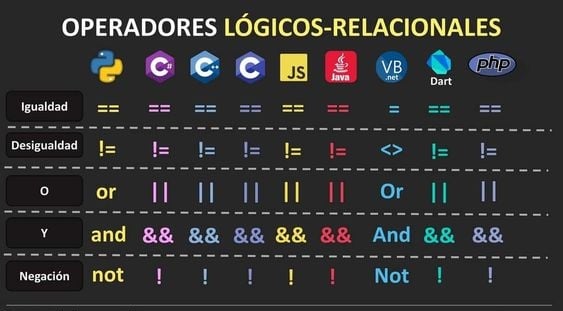 OPERADORES LÓGICOS-RELACIONALES
C# C++ C JS Java VB .net Dart php
Igualdad == == == == == == = == ==
Desigualdad != != != != != != <> != !=
O or || || || || || Or || ||
Y and && && && && && And && &&
Negación not ! ! ! ! ! Not ! !